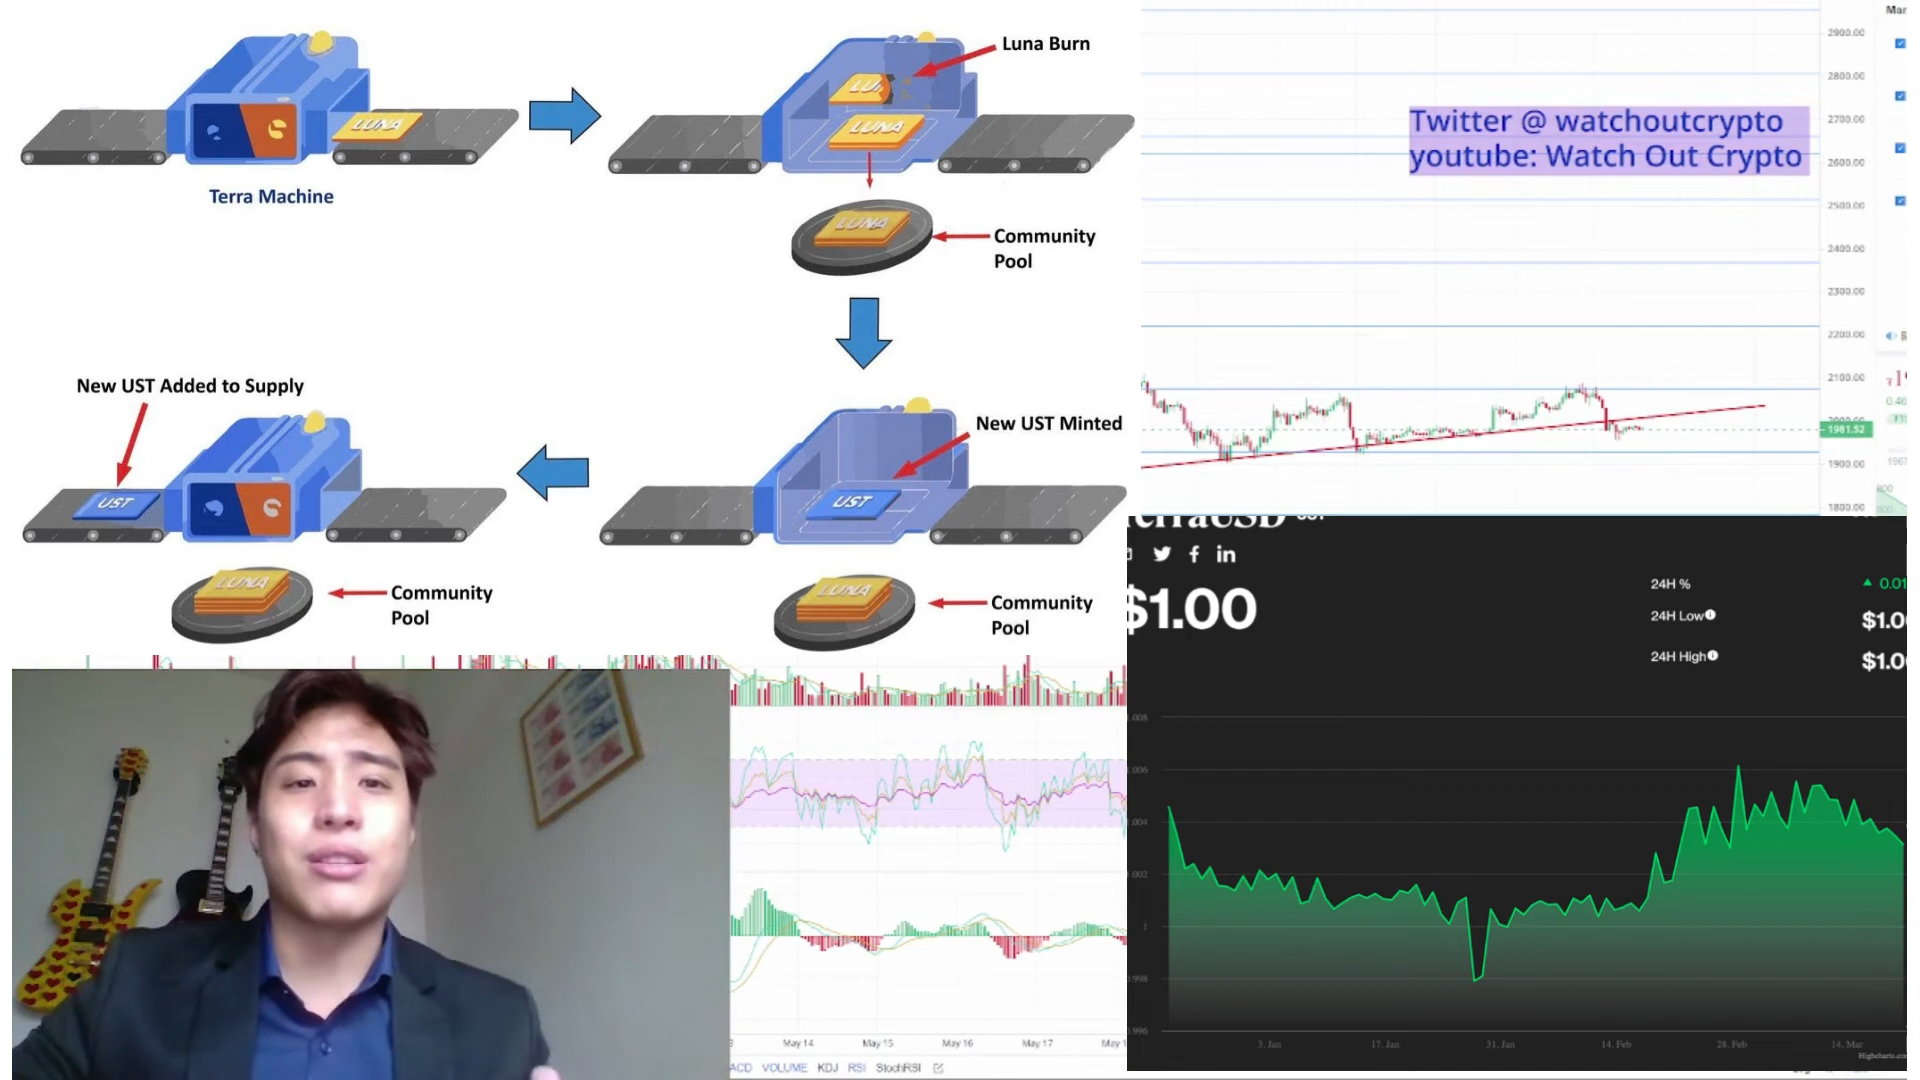 Luna Burn
LUNA
LUNA
Terra Machine
LUNA
Community
Pool
New UST Added to Supply
New UST Minted
UST
UST
LUNA
Community
Pool
LUNA
Community
Pool
Twitter @ watchoutcrypto
youtube: Watch Out Crypto
2900.00
2800.00
2700.00
2600.00
2500.00
2400.00
2300.00
2200.00
2100.00
1981.52
1900.00
1800.00
$1.00
24H %
24H Low
24H High
3. Jan
17. Jan
31. Jan
14. Feb
28. Feb
14. Mar
May 14
May 15
May 16
May 17
VOLUME KDJ RSI StochRSI